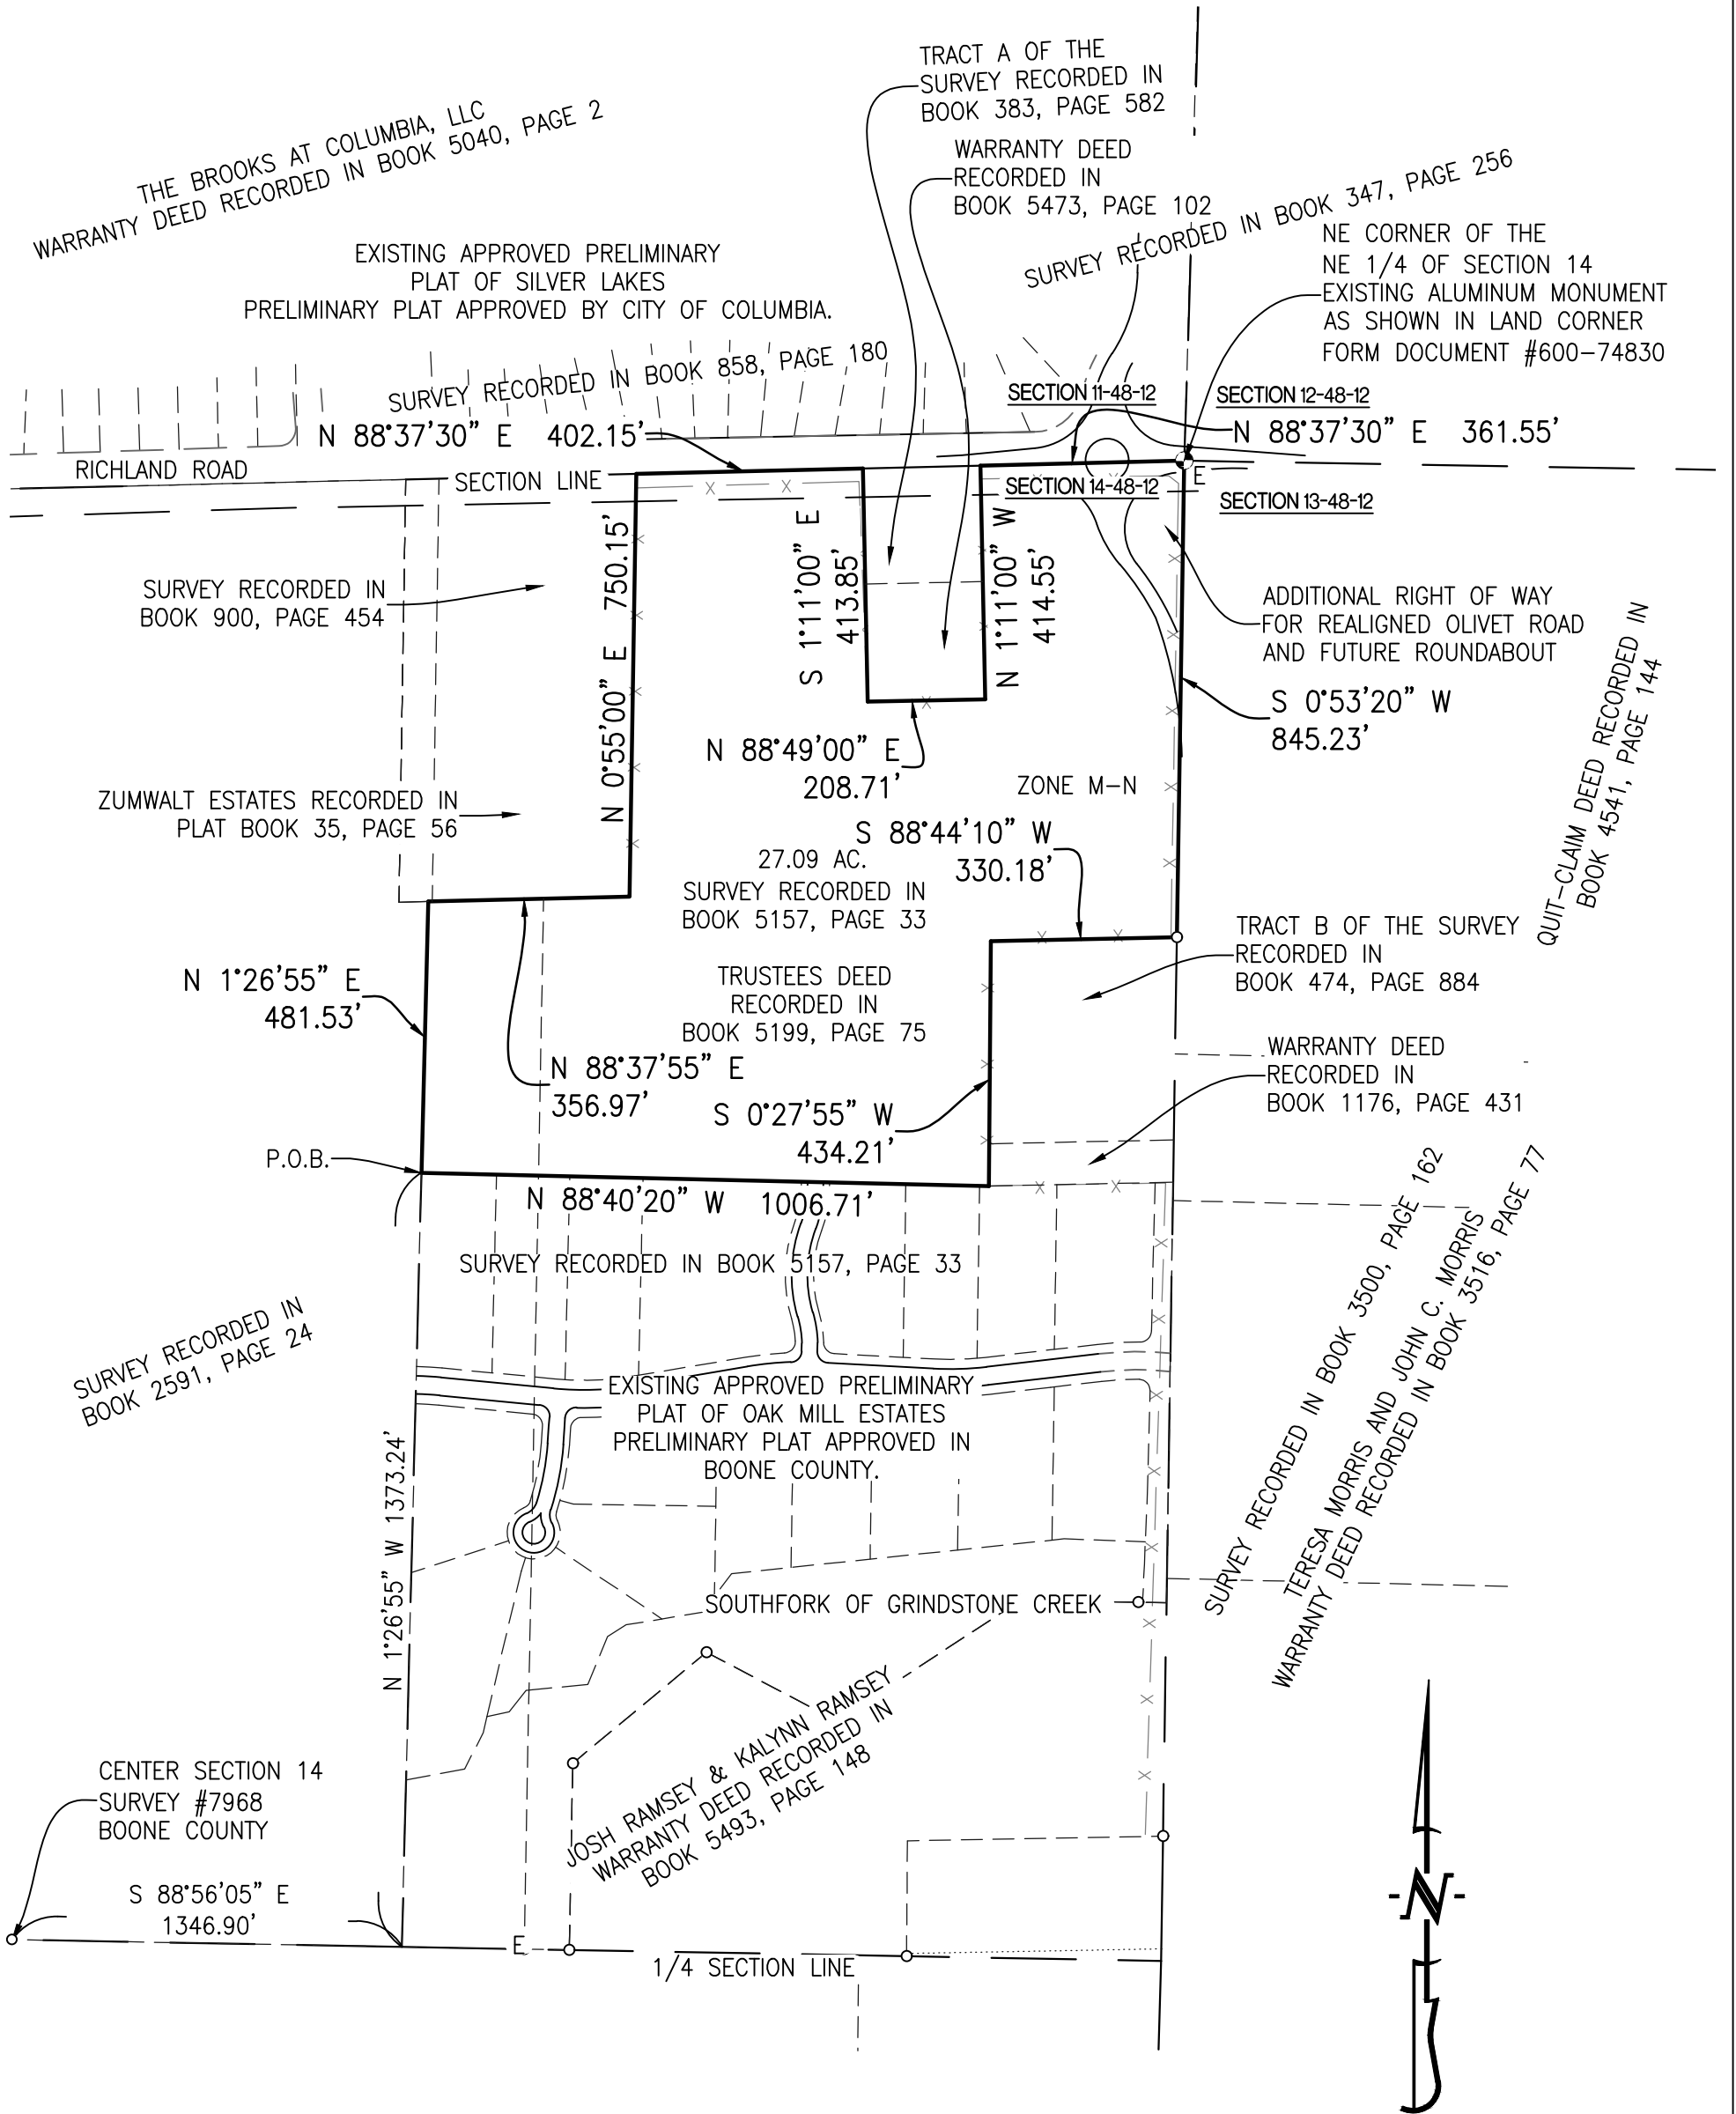 TRACT A OF THE
SURVEY RECORDED IN
BOOK 383, PAGE 582
THE BROOKS AT COLUMBIA, LLC
WARRANTY DEED RECORDED IN BOOK 5040, PAGE 2
WARRANTY DEED
RECORDED IN
BOOK 5473, PAGE 102
SURVEY RECORDED IN BOOK 347, PAGE 256
NE CORNER OF THE
NE 1/4 OF SECTION 14
EXISTING ALUMINUM MONUMENT
AS SHOWN IN LAND CORNER
FORM DOCUMENT #600-74830
EXISTING APPROVED PRELIMINARY
PLAT OF SILVER LAKES
PRELIMINARY PLAT APPROVED BY CITY OF COLUMBIA.
SURVEY RECORDED IN BOOK 858, PAGE 180
SECTION 11-48-12
SECTION 12-48-12
N 88°37'30" E 402.15'
N 88°37'30" E 361.55'
RICHLAND ROAD
SECTION LINE
E
SECTION 14-48-12
SECTION 13-48-12
N 0°55'00" E 750.15'
S 1°11'00" E
413.85'
N 1°11'00" W
414.55'
SURVEY RECORDED IN
BOOK 900, PAGE 454
ADDITIONAL RIGHT OF WAY
FOR REALIGNED OLIVET ROAD
AND FUTURE ROUNDABOUT
S 0°53'20" W
845.23'
QUIT-CLAIM DEED RECORDED IN
BOOK 4541, PAGE 144
N 88°49'00" E
208.71'
ZONE M-N
ZUMWALT ESTATES RECORDED IN
PLAT BOOK 35, PAGE 56
S 88°44'10" W
330.18'
27.09 AC.
SURVEY RECORDED IN
BOOK 5157, PAGE 33
TRACT B OF THE SURVEY
RECORDED IN
BOOK 474, PAGE 884
N 1°26'55" E
481.53'
TRUSTEES DEED
RECORDED IN
BOOK 5199, PAGE 75
WARRANTY DEED
RECORDED IN
BOOK 1176, PAGE 431
N 88°37'55" E
356.97'
S 0°27'55" W
434.21'
P.O.B.
N 88°40'20" W 1006.71'
SURVEY RECORDED IN BOOK 5157, PAGE 33
SURVEY RECORDED IN BOOK 3500, PAGE 162
TERESA MORRIS AND JOHN C. MORRIS
WARRANTY DEED RECORDED IN BOOK 3516, PAGE 77
SURVEY RECORDED IN
BOOK 2591, PAGE 24
EXISTING APPROVED PRELIMINARY
PLAT OF OAK MILL ESTATES
PRELIMINARY PLAT APPROVED IN
BOONE COUNTY.
N 1°26'55" W 1373.24'
SOUTHFORK OF GRINDSTONE CREEK
JOSH RAMSEY & KALYNN RAMSEY
WARRANTY DEED RECORDED IN
BOOK 5493, PAGE 148
CENTER SECTION 14
SURVEY #7968
BOONE COUNTY
S 88°56'05" E
1346.90'
E
1/4 SECTION LINE
N